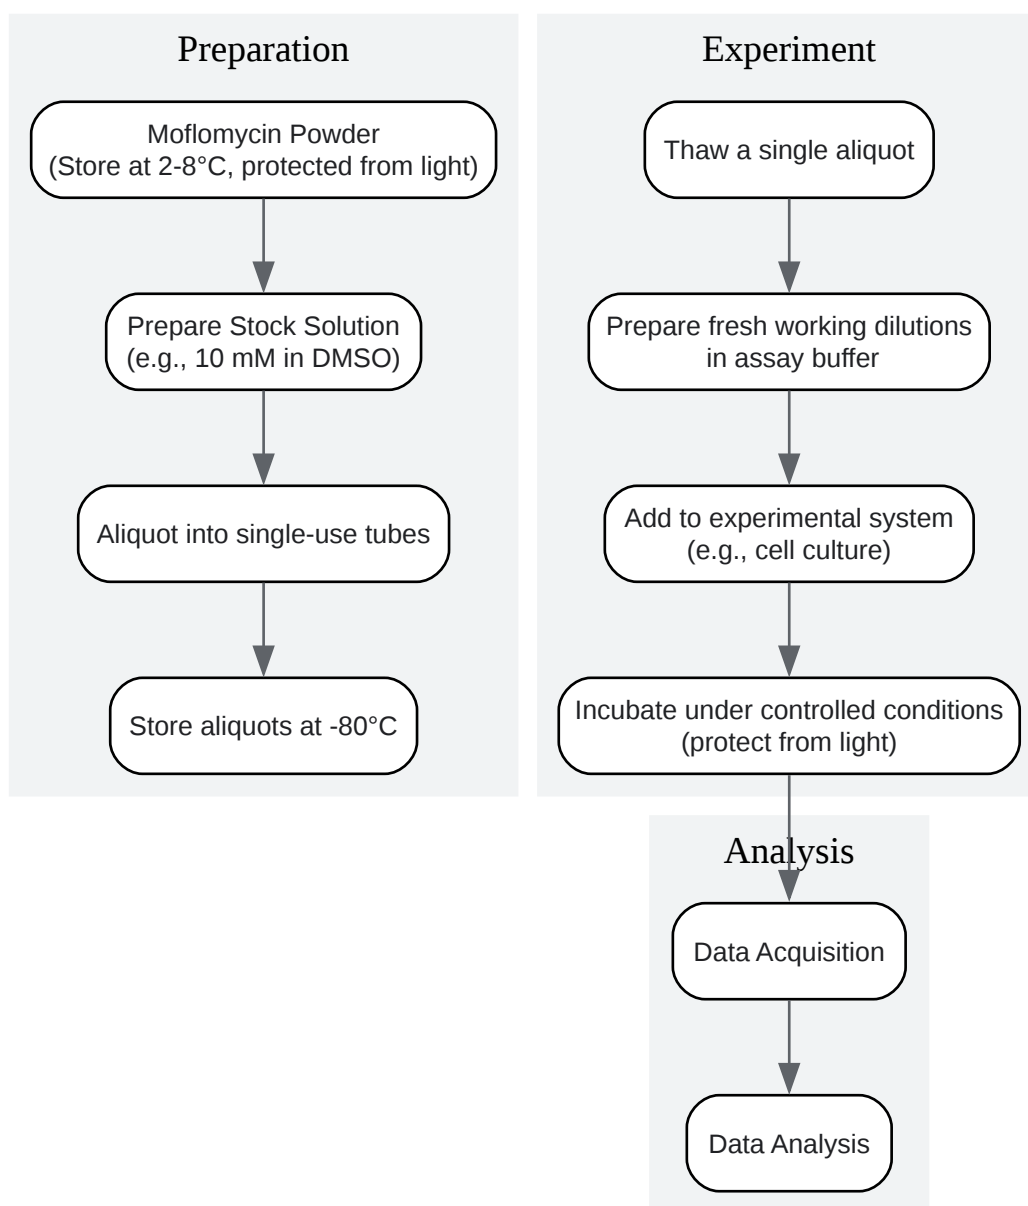 Preparation
Moflomycin Powder
(Store at 2-8°C, protected from light)
Prepare Stock Solution
(e.g., 10 mM in DMSO)
Aliquot into single-use tubes
Store aliquots at -80°C
Experiment
Thaw a single aliquot
Prepare fresh working dilutions
in assay buffer
Add to experimental system
(e.g., cell culture)
Incubate under controlled conditions
(protect from light)
Analysis
Data Acquisition
Data Analysis